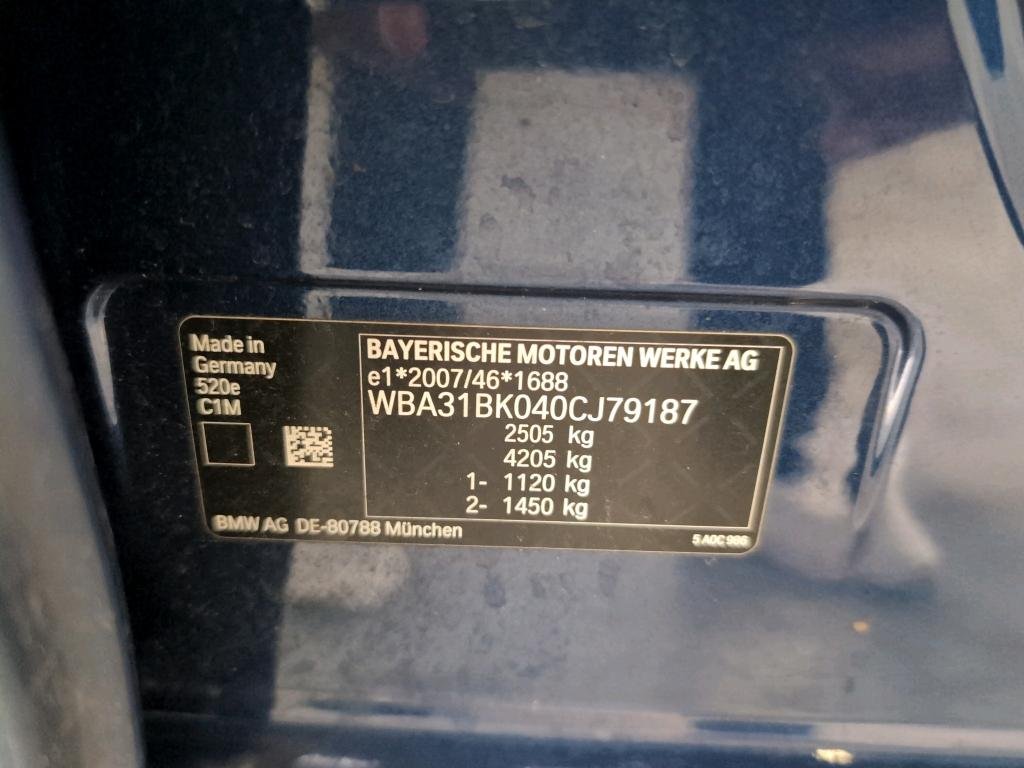 Made in
Germany
520e
C1M
BAYERISCHE MOTOREN WERKE AG
e1*2007/46*1688
WBA31BK040CJ79187
2505 kg
4205 kg
1- 1120 kg
2- 1450 kg
BMW AG DE-80788 München
5 A0C 986